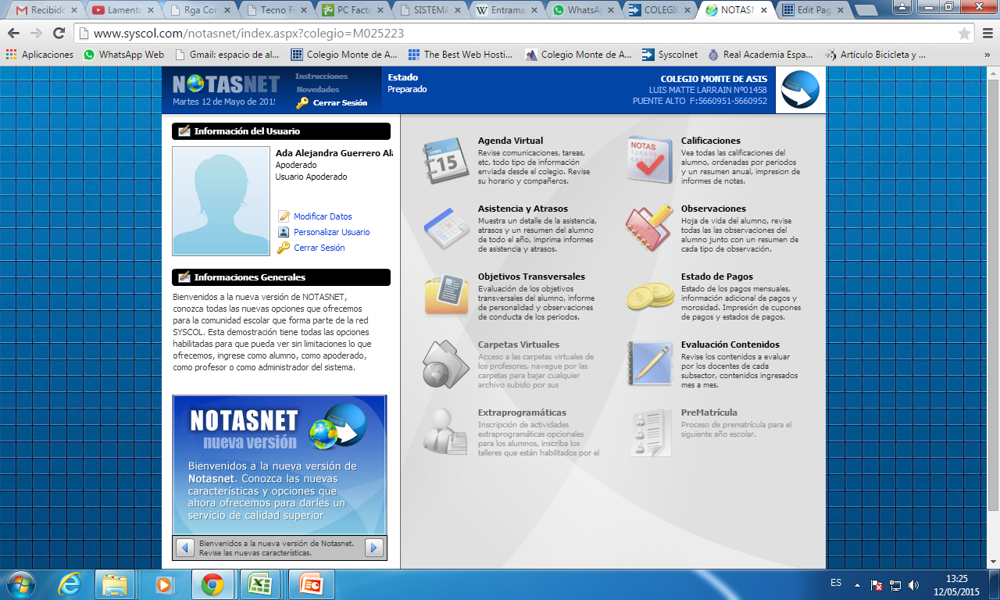 Recibido
Lamento
Rga Con
Tecno F
PC Facto
SISTEMA
Entrama
WhatsAp
COLEGIO
NOTASN
Edit Pag
www.syscol.com/notasnet/index.aspx?colegio=M025223
Aplicaciones
WhatsApp Web
Gmail: espacio de al...
Colegio Monte de A...
The Best Web Hosti...
Colegio Monte de A...
Syscolnet
Real Academia Espa...
Articulo Bicicleta y ...
»
NOTASNET
Martes 12 de Mayo de 2015
Instrucciones
Novedades
Cerrar Sesión
Estado
Preparado
COLEGIO MONTE DE ASIS
LUIS MATTE LARRAIN Nº01458
PUENTE ALTO F:5660951-5660952
Información del Usuario
Ada Alejandra Guerrero Ala
Apoderado
Usuario Apoderado
Modificar Datos
Personalizar Usuario
Cerrar Sesión
Informaciones Generales
Bienvenidos a la nueva versión de NOTASNET,
conozca todas las nuevas opciones que ofrecemos
para la comunidad escolar que forma parte de la red
SYSCOL. Esta demostración tiene todas las opciones
habilitadas para que pueda ver sin limitaciones lo que
ofrecemos, ingrese como alumno, como apoderado,
como profesor o como administrador del sistema.
NOTASNET
nueva versión
Bienvenidos a la nueva versión de
Notasnet. Conozca las nuevas
características y opciones que
ahora ofrecemos para darles un
servicio de calidad superior
Bienvenidos a la nueva versión de Notasnet.
Revise las nuevas características.
15
Agenda Virtual
Revise comunicaciones, tareas,
etc, todo tipo de información
enviada desde el colegio. Revise
su horario y compañeros.
NOTAS
Calificaciones
Vea todas las calificaciones del
alumno, ordenadas por periodos
y un resumen anual, impresion de
informes de notas.
Asistencia y Atrasos
Muestra un detalle de la asistencia,
atrasos y un resumen del alumno
de todo el año, imprima informes
de asistencia y atrasos.
Observaciones
Hoja de vida del alumno, revise
todas las las observaciones del
alumno junto con un resumen de
cada tipo de observación.
Objetivos Transversales
Evaluación de los objetivos
transversales del alumno, informe
de personalidad y observaciones
de conducta de los periodos.
Estado de Pagos
Estado de los pagos mensuales,
información adicional de pagos y
morosidad. Impresión de cupones
de pagos y estados de pagos.
Carpetas Virtuales
Acceso a las carpetas virtuales de
los profesores, navegue por las
carpetas para bajar cualquier
archivo subido por sus
Evaluación Contenidos
Revise los contenidos a evaluar
por los docentes de cada
subsector, contenidos ingresados
mes a mes.
Extraprogramáticas
Inscripción de actividades
extraprogramáticas opcionales
para los alumnos, inscriba los
talleres que están habilitados por el
PreMatrícula
Proceso de prematrícula para el
siguiente año escolar.
ES
13:25
12/05/2015